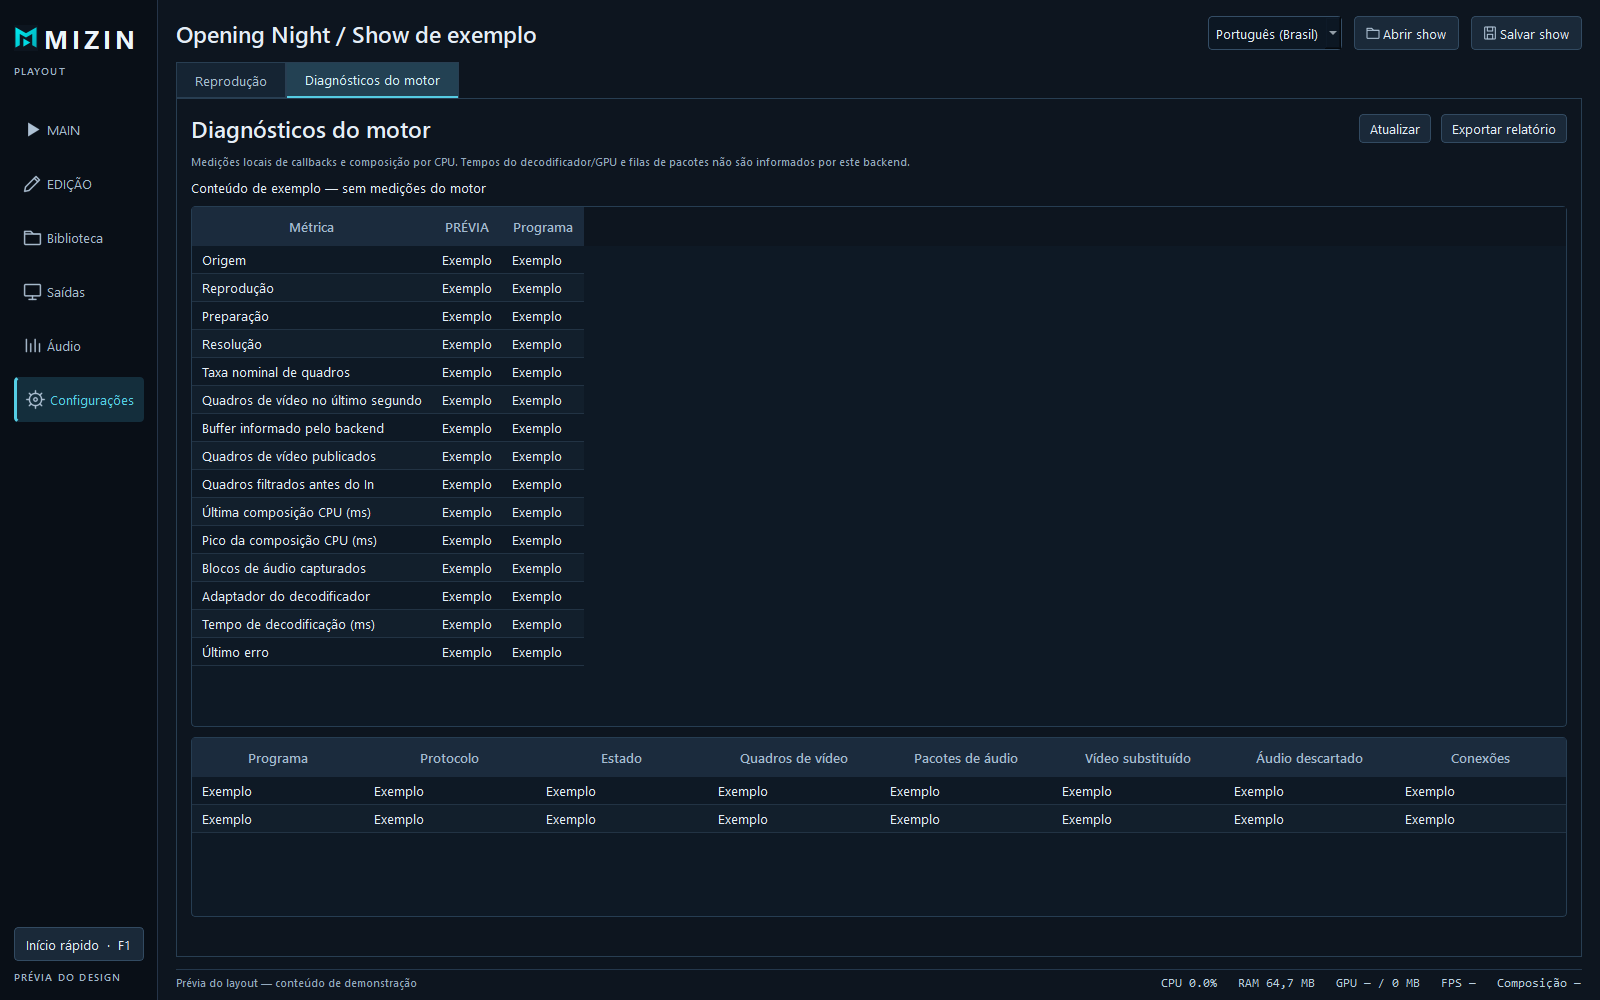 MIZIN
PLAYOUT
MAIN
EDIÇÃO
Biblioteca
Saídas
Áudio
Configurações
Início rápido · F1
PRÉVIA DO DESIGN
Opening Night / Show de exemplo
Português (Brasil)
Abrir show
Salvar show
Reprodução
Diagnósticos do motor
Diagnósticos do motor
Atualizar
Exportar relatório
Medições locais de callbacks e composição por CPU. Tempos do decodificador/GPU e filas de pacotes não são informados por este backend.
Conteúdo de exemplo — sem medições do motor
Métrica PRÉVIA Programa
Origem Exemplo Exemplo
Reprodução Exemplo Exemplo
Preparação Exemplo Exemplo
Resolução Exemplo Exemplo
Taxa nominal de quadros Exemplo Exemplo
Quadros de vídeo no último segundo Exemplo Exemplo
Buffer informado pelo backend Exemplo Exemplo
Quadros de vídeo publicados Exemplo Exemplo
Quadros filtrados antes do In Exemplo Exemplo
Última composição CPU (ms) Exemplo Exemplo
Pico da composição CPU (ms) Exemplo Exemplo
Blocos de áudio capturados Exemplo Exemplo
Adaptador do decodificador Exemplo Exemplo
Tempo de decodificação (ms) Exemplo Exemplo
Último erro Exemplo Exemplo
Programa Protocolo Estado Quadros de vídeo Pacotes de áudio Vídeo substituído Áudio descartado Conexões
Exemplo Exemplo Exemplo Exemplo Exemplo Exemplo Exemplo Exemplo
Exemplo Exemplo Exemplo Exemplo Exemplo Exemplo Exemplo Exemplo
Prévia do layout — conteúdo de demonstração
CPU 0.0% RAM 64,7 MB GPU — / 0 MB FPS — Composição —